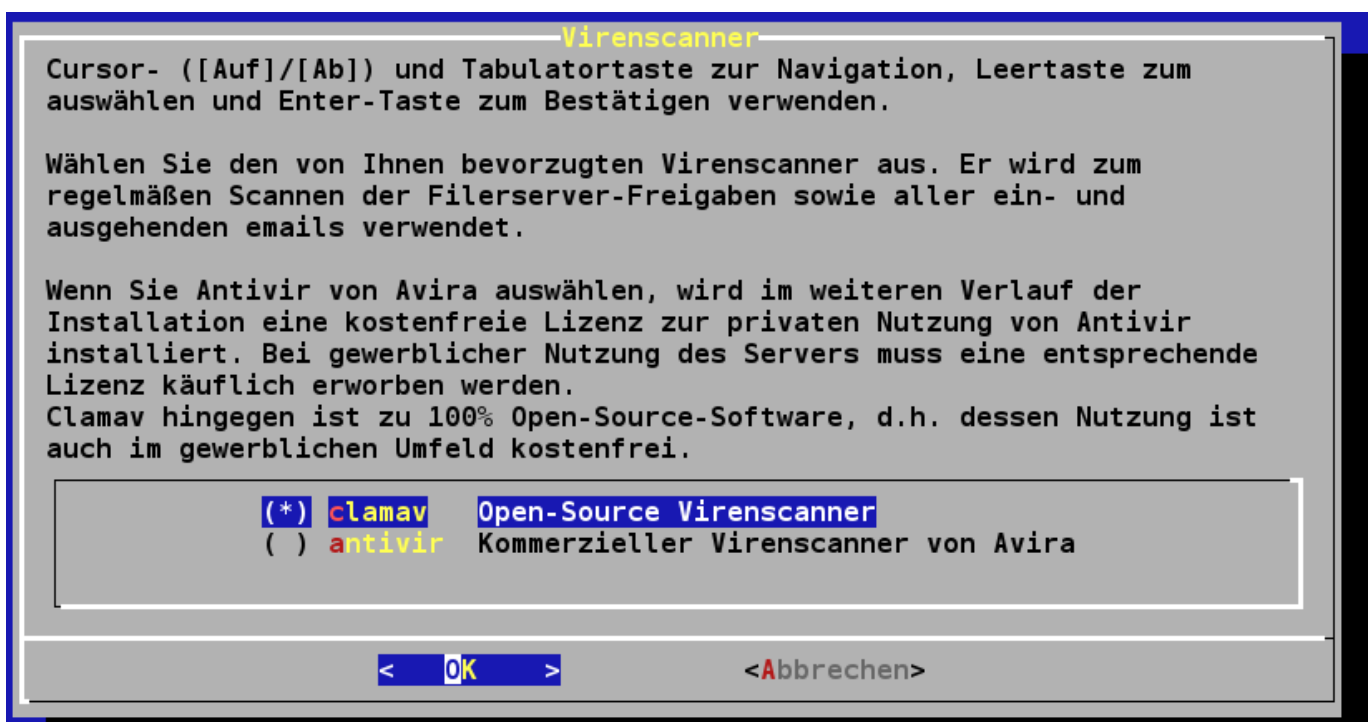 Virenscanner
Cursor- ([Auf]/[Ab]) und Tabulatortaste zur Navigation, Leertaste zum
auswählen und Enter-Taste zum Bestätigen verwenden.
Wählen Sie den von Ihnen bevorzugten Virenscanner aus. Er wird zum
regelmäßen Scannen der Filerserver-Freigaben sowie aller ein- und
ausgehenden emails verwendet.
Wenn Sie Antivir von Avira auswählen, wird im weiteren Verlauf der
Installation eine kostenfreie Lizenz zur privaten Nutzung von Antivir
installiert. Bei gewerblicher Nutzung des Servers muss eine entsprechende
Lizenz käuflich erworben werden.
Clamav hingegen ist zu 100% Open-Source-Software, d.h. dessen Nutzung ist
auch im gewerblichen Umfeld kostenfrei.
(*) clamav Open-Source Virenscanner
( ) antivir Kommerzieller Virenscanner von Avira
< OK > <Abbrechen>